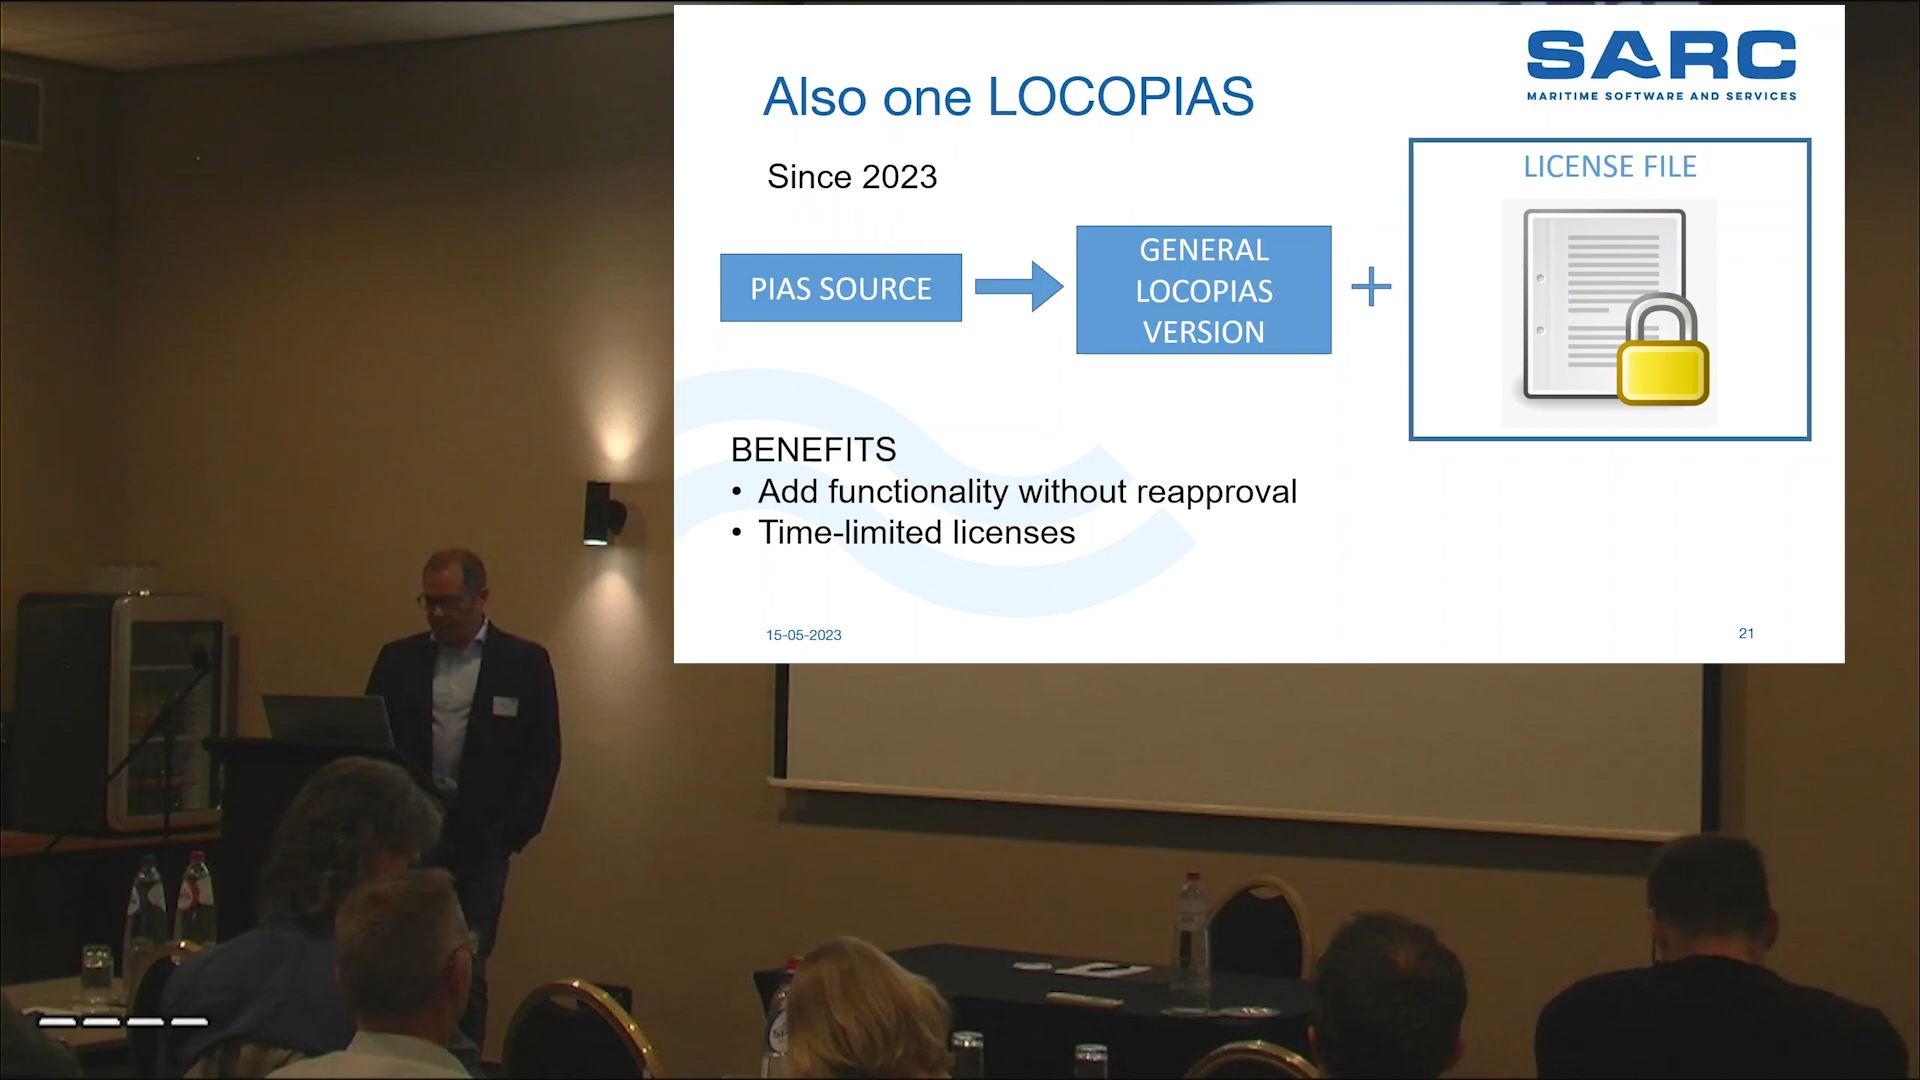 SARC
MARITIME SOFTWARE AND SERVICES
Also one LOCOPIAS
Since 2023
LICENSE FILE
PIAS SOURCE
GENERAL
LOCOPIAS
VERSION
BENEFITS
• Add functionality without reapproval
• Time-limited licenses
15-05-2023
21